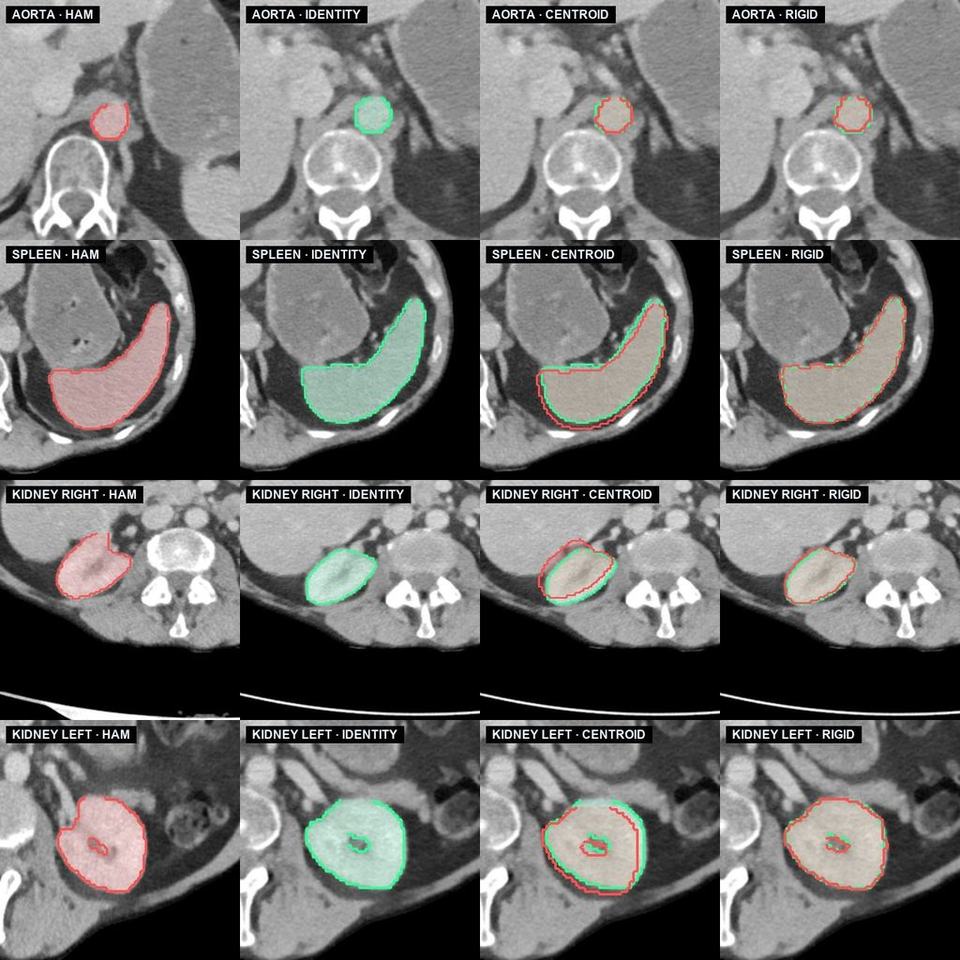 AORTA · HAM
AORTA · IDENTITY
AORTA · CENTROID
AORTA · RIGID
SPLEEN · HAM
SPLEEN · IDENTITY
SPLEEN · CENTROID
SPLEEN · RIGID
KIDNEY RIGHT · HAM
KIDNEY RIGHT · IDENTITY
KIDNEY RIGHT · CENTROID
KIDNEY RIGHT · RIGID
KIDNEY LEFT · HAM
KIDNEY LEFT · IDENTITY
KIDNEY LEFT · CENTROID
KIDNEY LEFT · RIGID